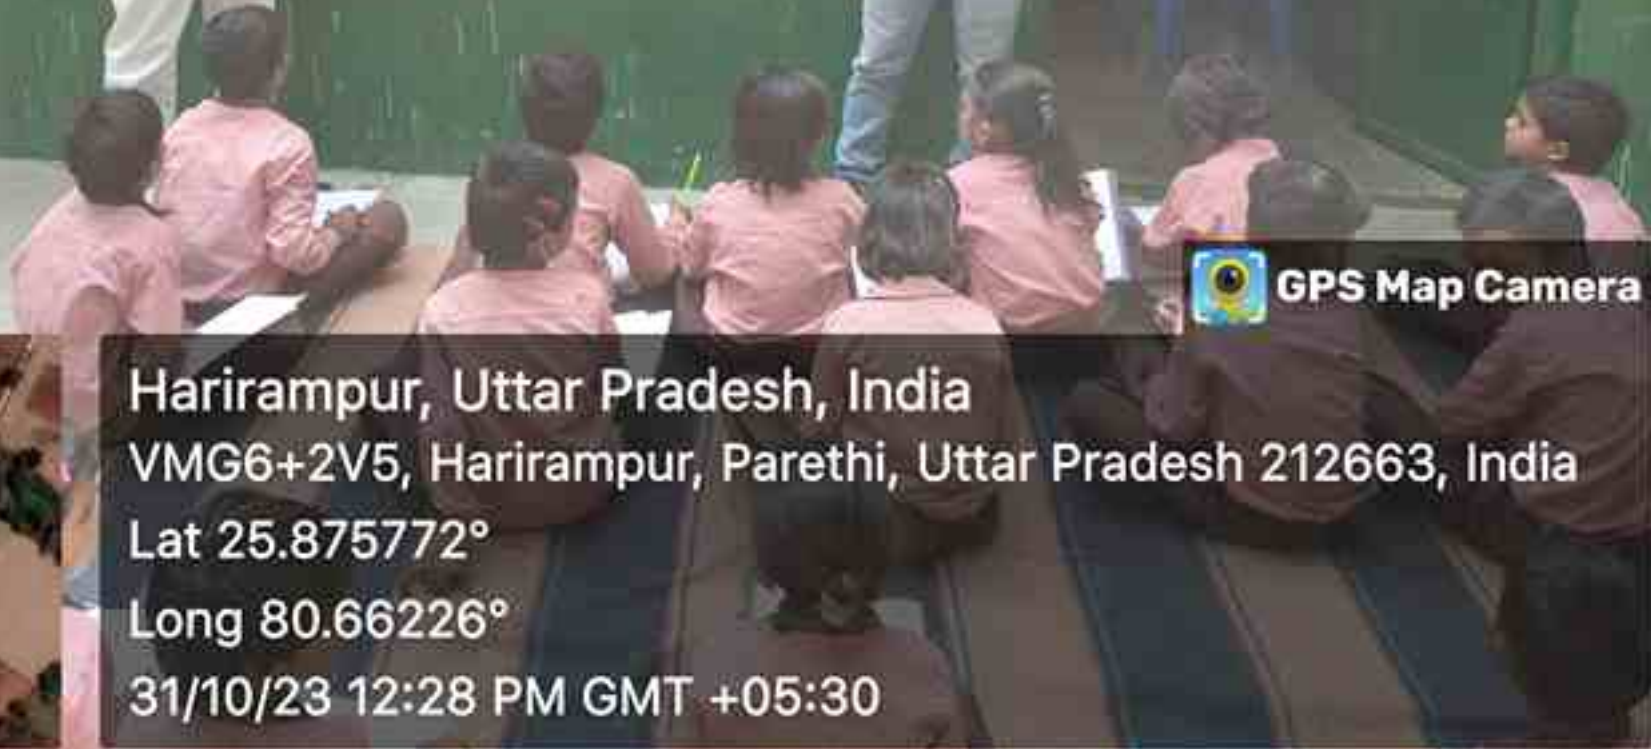 GPS Map Camera
Harirampur, Uttar Pradesh, India
VMG6+2V5, Harirampur, Parethi, Uttar Pradesh 212663, India
Lat 25.875772°
Long 80.66226°
31/10/23 12:28 PM GMT +05:30